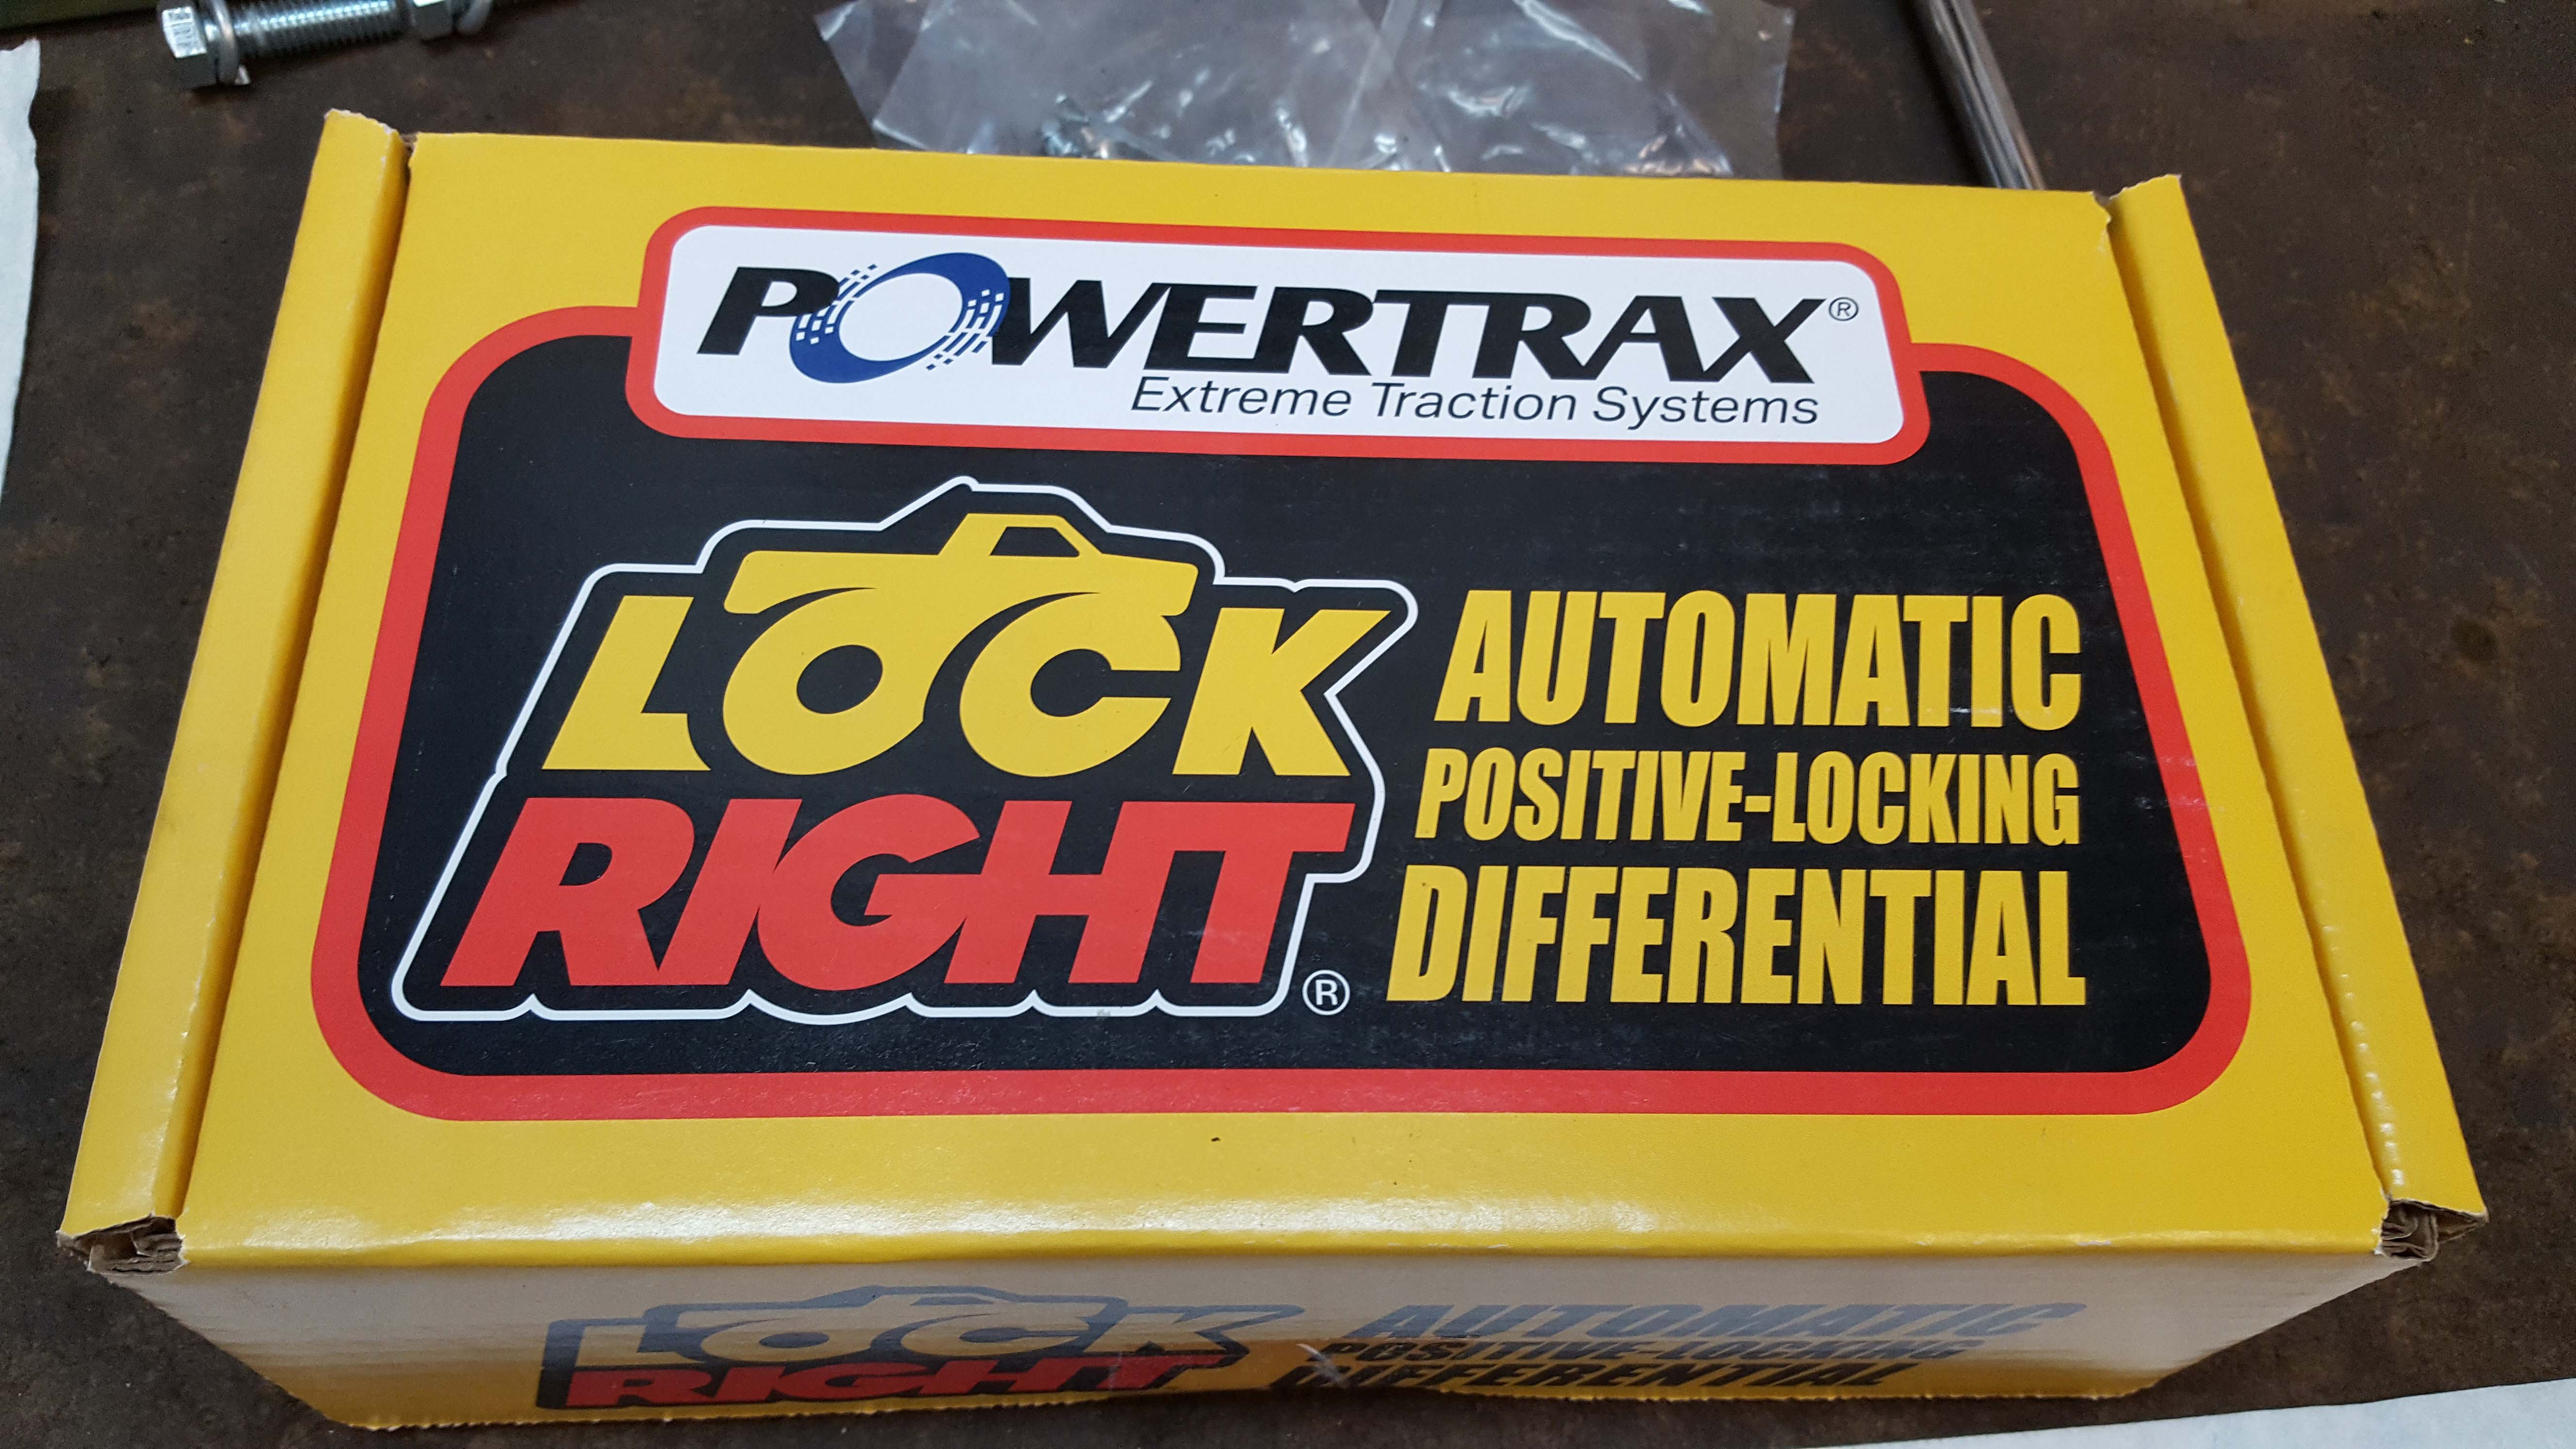 POWERTRAX®
Extreme Traction Systems
LOCK
RIGHT®
AUTOMATIC
POSITIVE-LOCKING
DIFFERENTIAL
LOCK
RIGHT
AUTOMATIC
POSITIVE-LOCKING
DIFFERENTIAL